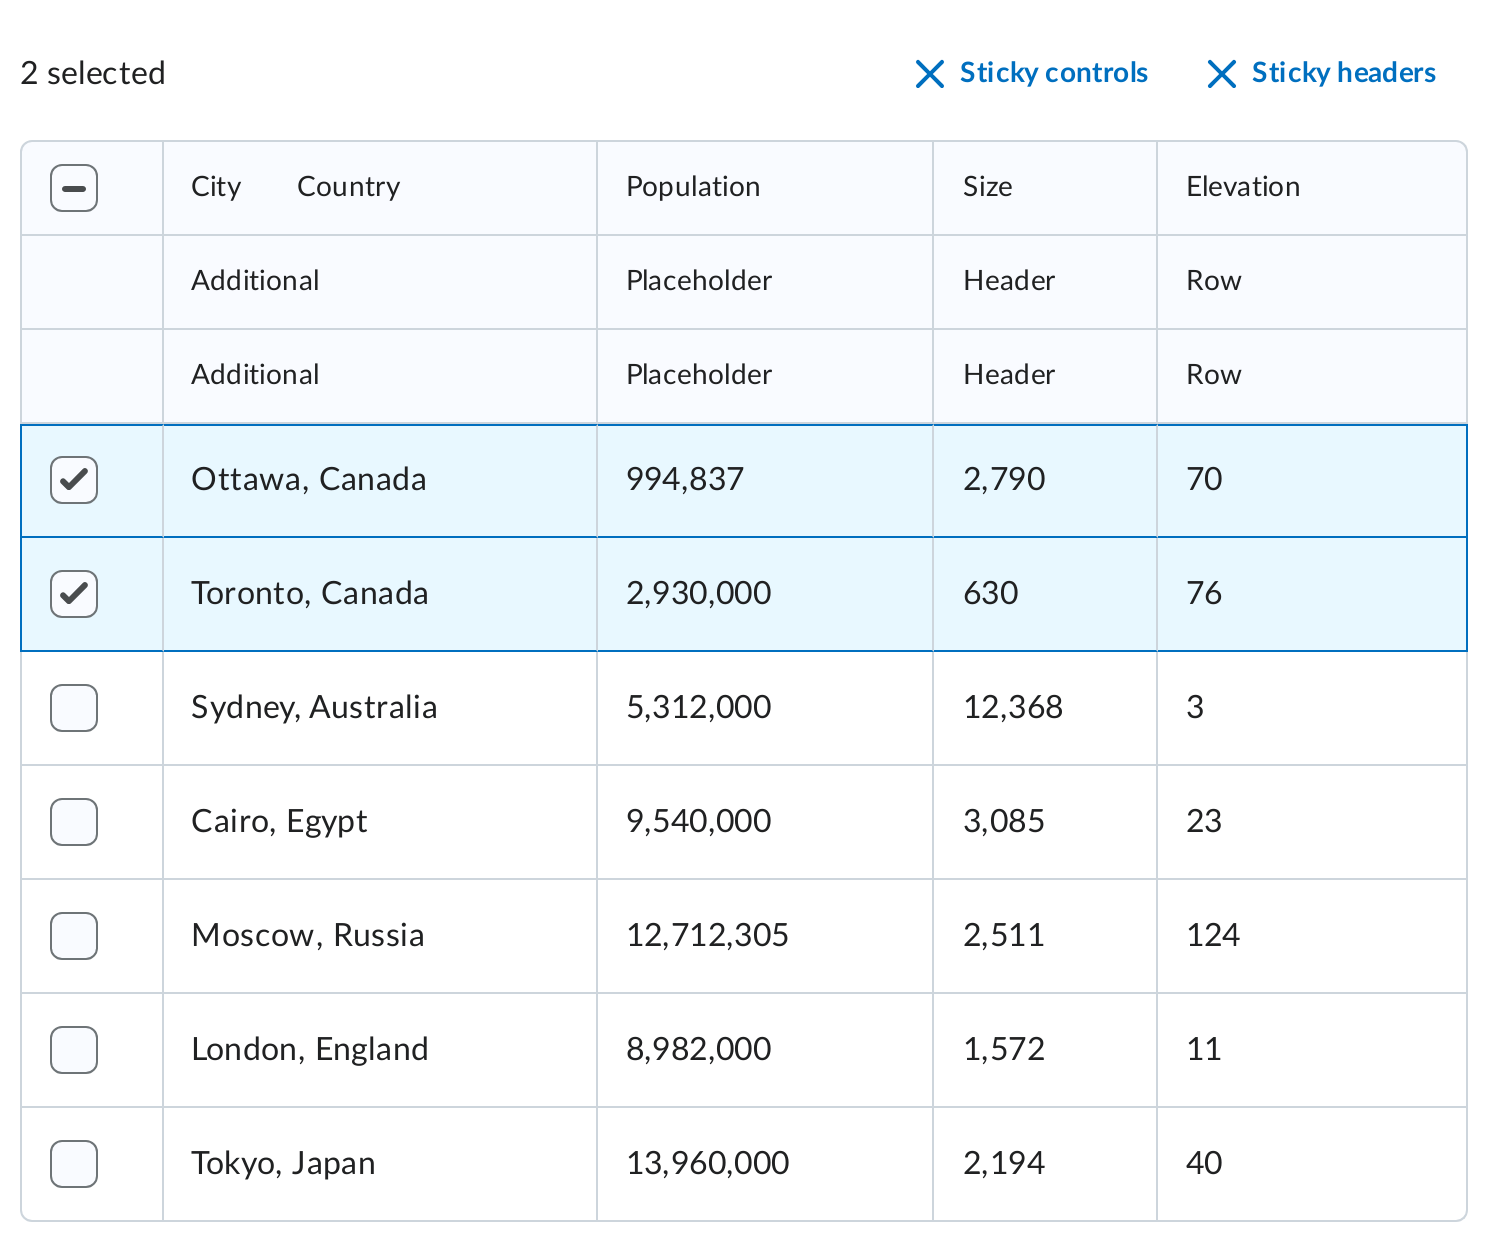 2 selected Sticky controls Sticky headers
City Country Population Size Elevation
Additional Placeholder Header Row
Additional Placeholder Header Row
Ottawa, Canada 994,837 2,790 70
Toronto, Canada 2,930,000 630 76
Sydney, Australia 5,312,000 12,368 3
Cairo, Egypt 9,540,000 3,085 23
Moscow, Russia 12,712,305 2,511 124
London, England 8,982,000 1,572 11
Tokyo, Japan 13,960,000 2,194 40